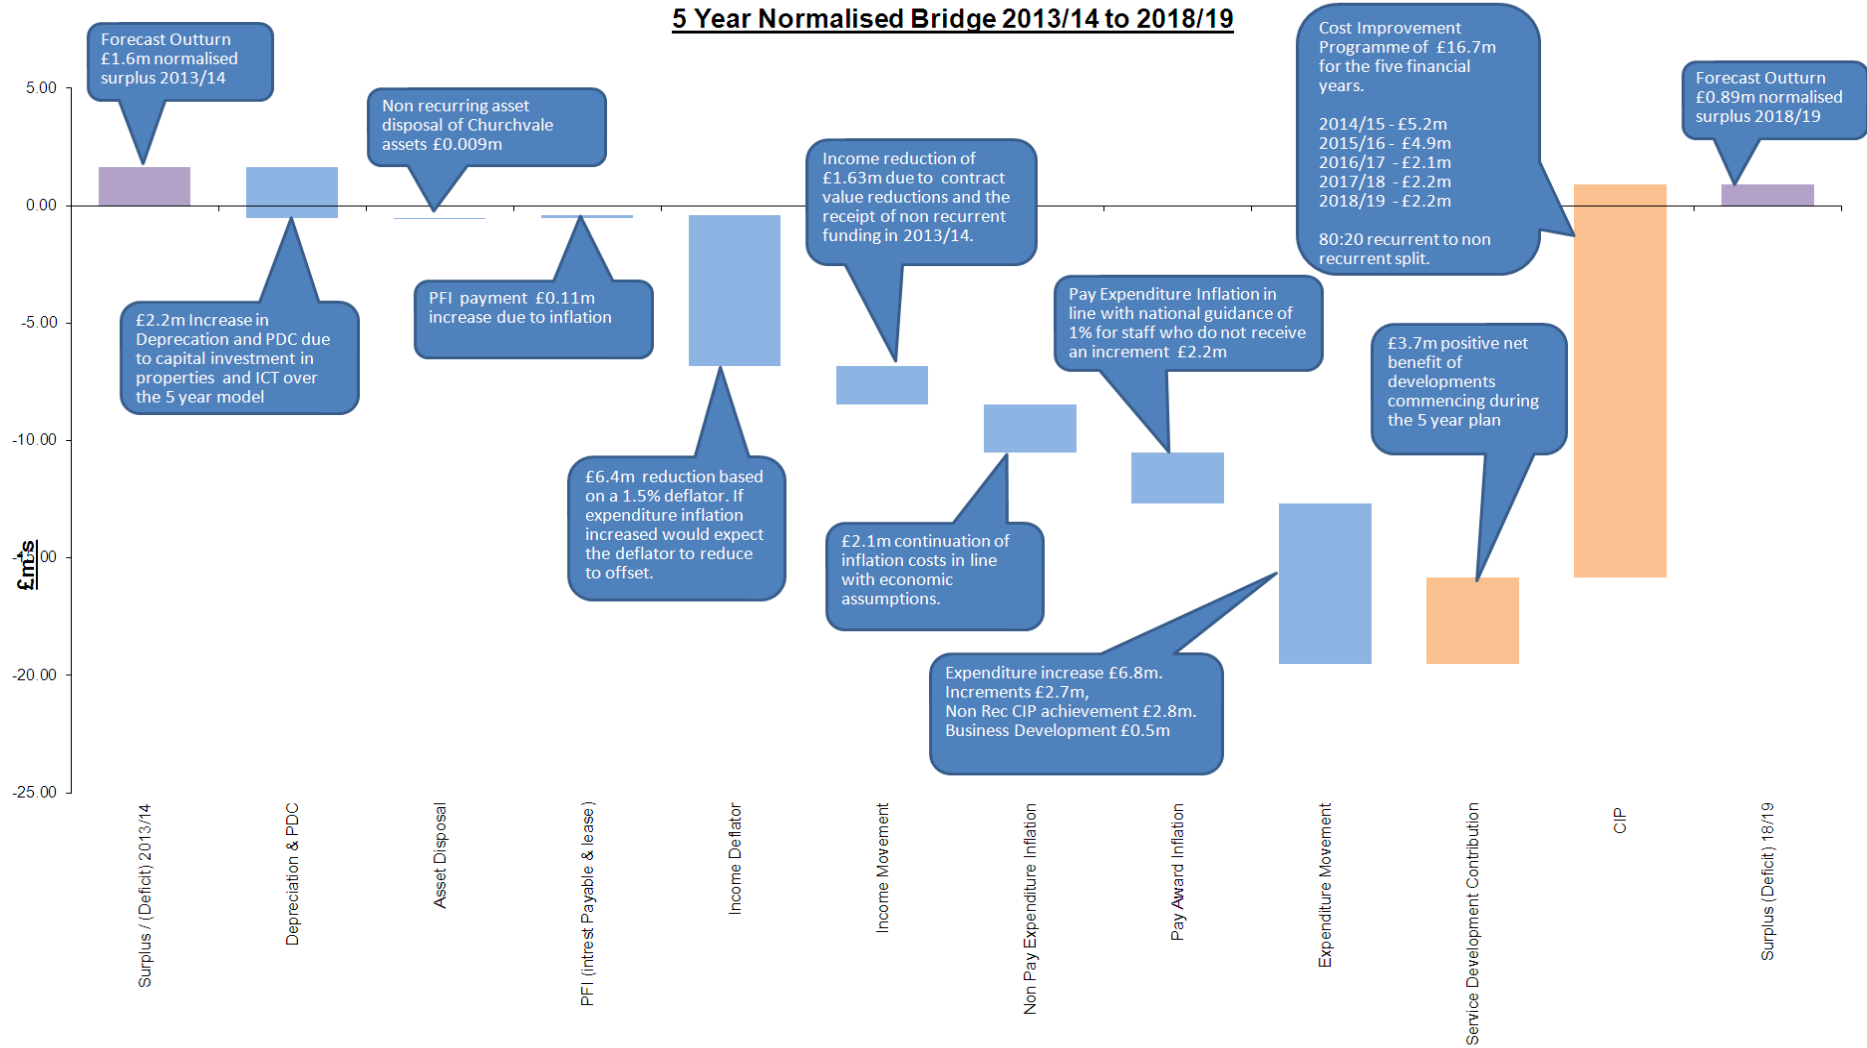 5 Year Normalised Bridge 2013/14 to 2018/19
Forecast Outturn
£1.6m normalised
surplus 2013/14
Non recurring asset
disposal of Churchvale
assets £0.009m
Income reduction of
£1.63m due to contract
value reductions and the
receipt of non recurrent
funding in 2013/14.
Cost Improvement
Programme of £16.7m
for the five financial
years.
2014/15 - £5.2m
2015/16 - £4.9m
2016/17 - £2.1m
2017/18 - £2.2m
2018/19 - £2.2m
80:20 recurrent to non
recurrent split.
Forecast Outturn
£0.89m normalised
surplus 2018/19
£2.2m Increase in
Deprecation and PDC due
to capital investment in
properties and ICT over
the 5 year model
PFI payment £0.11m
increase due to inflation
Pay Expenditure Inflation in
line with national guidance of
1% for staff who do not receive
an increment £2.2m
£3.7m positive net
benefit of
developments
commencing during
the 5 year plan
£6.4m reduction based
on a 1.5% deflator. If
expenditure inflation
increased would expect
the deflator to reduce
to offset.
£2.1m continuation of
inflation costs in line
with economic
assumptions.
Expenditure increase £6.8m.
Increments £2.7m,
Non Rec CIP achievement £2.8m.
Business Development £0.5m
5.00
0.00
-5.00
-10.00
-15.00
-20.00
-25.00
£m's
Surplus / (Deficit) 2013/14
Depreciation & PDC
Asset Disposal
PFI (intrest Payable & lease)
Income Deflator
Income Movement
Non Pay Expenditure Inflation
Pay Award Inflation
Expenditure Movement
Service Development Contribution
CIP
Surplus (Deficit) 18/19